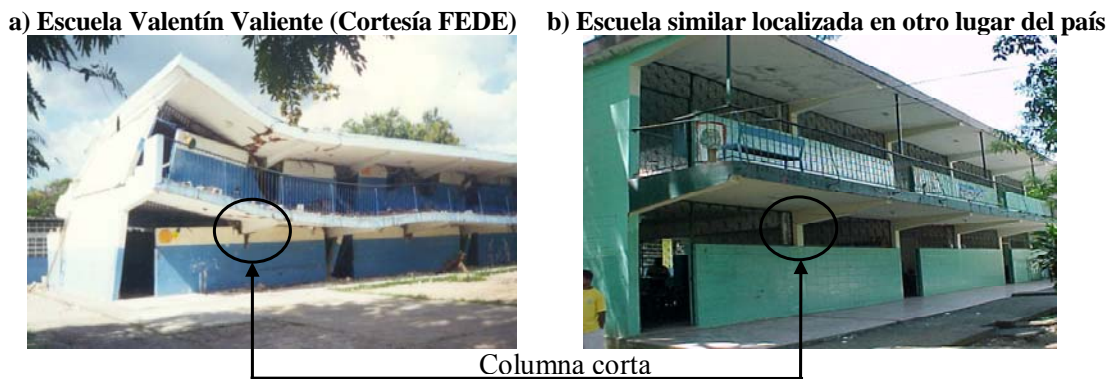 a) Escuela Valentín Valiente (Cortesía FEDE)
b) Escuela similar localizada en otro lugar del país
Columna corta